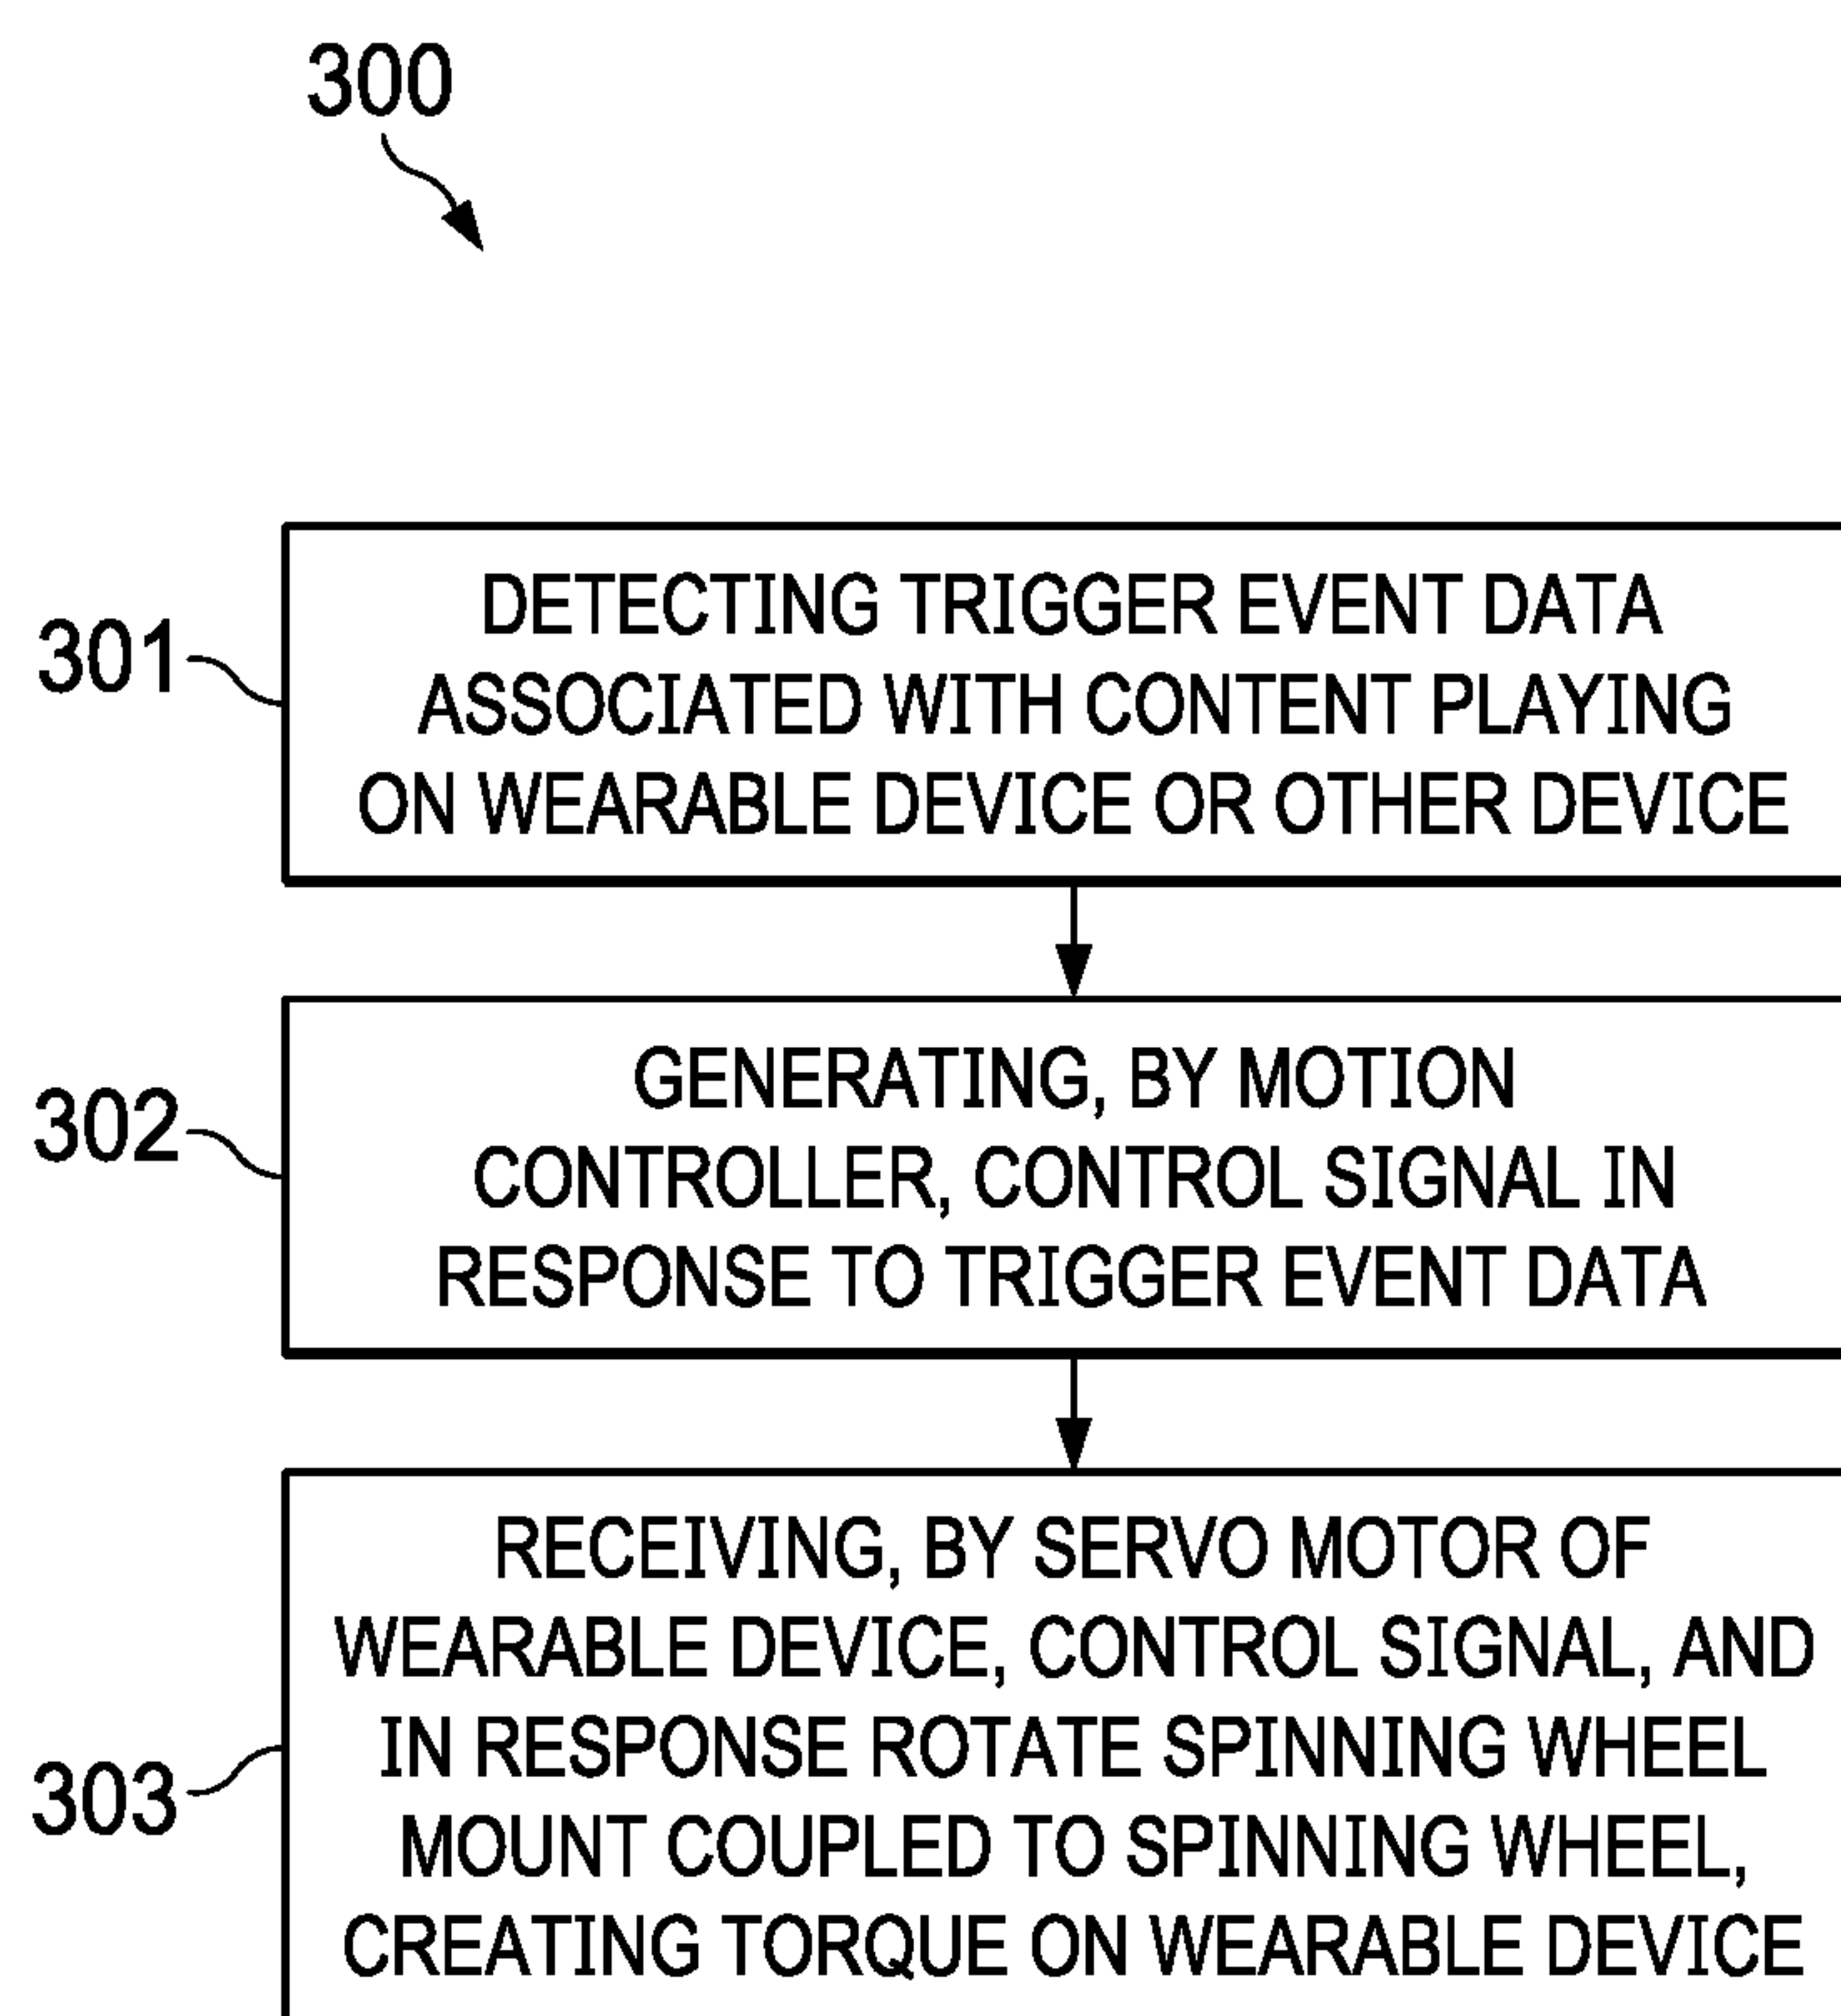 300
301
DETECTING TRIGGER EVENT DATA
ASSOCIATED WITH CONTENT PLAYING
ON WEARABLE DEVICE OR OTHER DEVICE
302
GENERATING, BY MOTION
CONTROLLER, CONTROL SIGNAL IN
RESPONSE TO TRIGGER EVENT DATA
303
RECEIVING, BY SERVO MOTOR OF
WEARABLE DEVICE, CONTROL SIGNAL, AND
IN RESPONSE ROTATE SPINNING WHEEL
MOUNT COUPLED TO SPINNING WHEEL,
CREATING TORQUE ON WEARABLE DEVICE